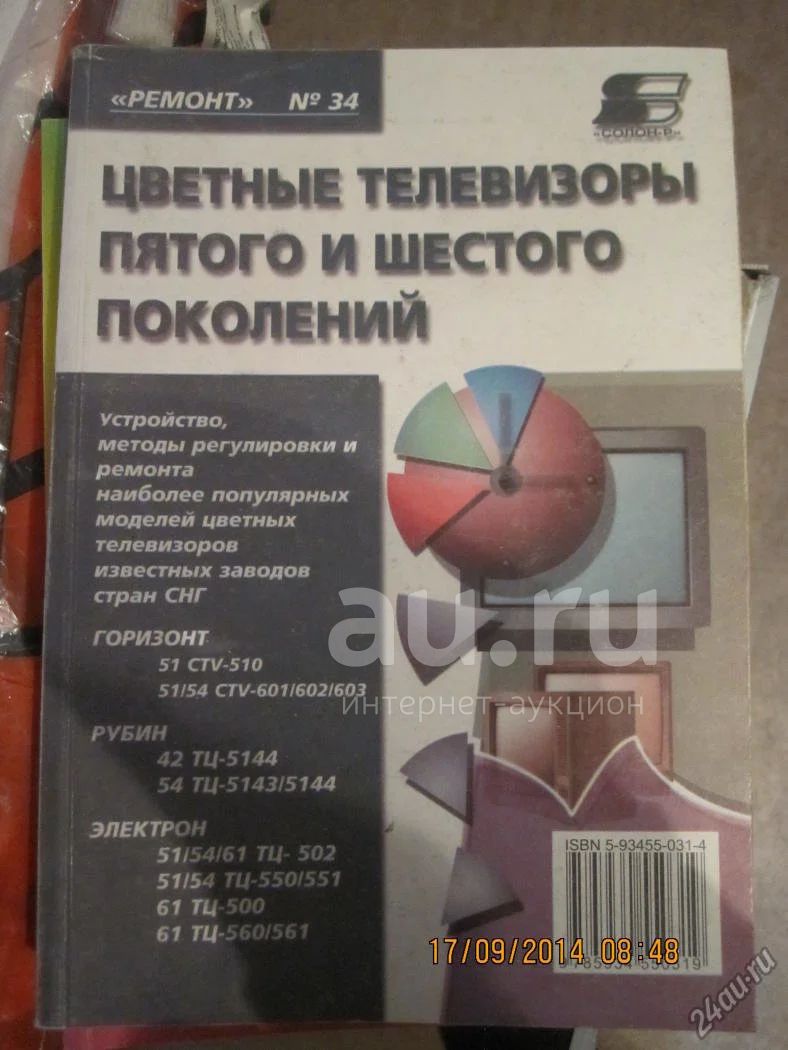 «РЕМОНТ» № 34
«СОЛОН-Р»
ЦВЕТНЫЕ ТЕЛЕВИЗОРЫ
ПЯТОГО И ШЕСТОГО
ПОКОЛЕНИЙ
Устройство,
методы регулировки и
ремонта
наиболее популярных
моделей цветных
телевизоров
известных заводов
стран СНГ
ГОРИЗОНТ
51 CTV-510
51/54 CTV-601/602/603
РУБИН
42 ТЦ-5144
54 ТЦ-5143/5144
ЭЛЕКТРОН
51/54/61 ТЦ- 502
51/54 ТЦ-550/551
61 ТЦ-500
61 ТЦ-560/561
au.ru
интернет-аукцион
ISBN 5-93455-031-4
17/09/2014 08:48
24au.ru